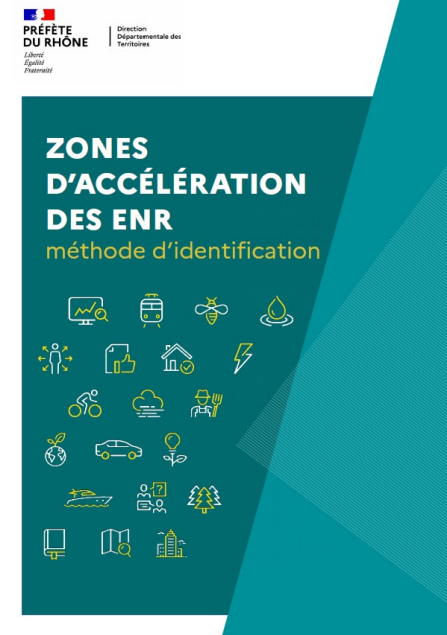 PRÉFÈTE
DU RHÔNE
Liberté
Égalité
Fraternité
Direction
Départementale des
Territoires
ZONES
D'ACCÉLÉRATION
DES ENR
méthode d'identification